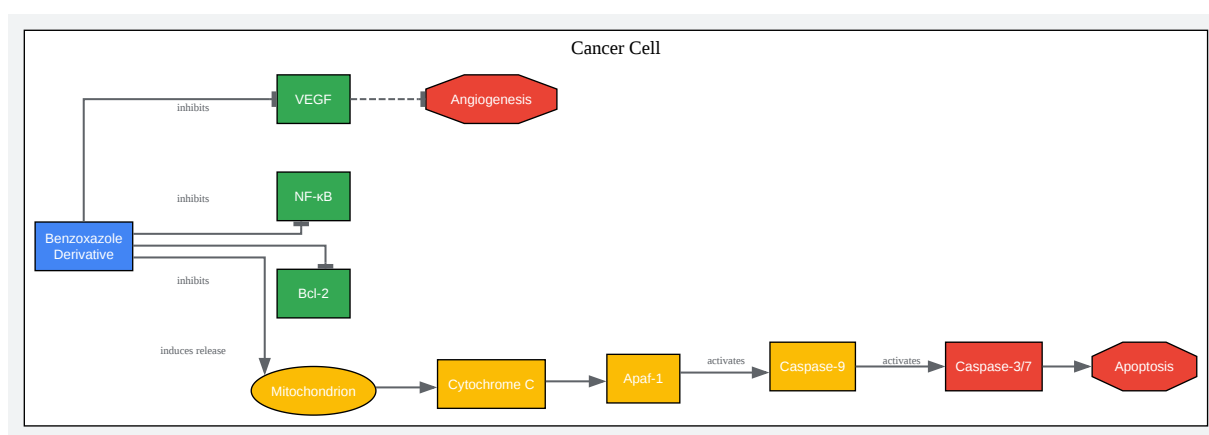 Cancer Cell
VEGF
Angiogenesis
inhibits
NF-κB
inhibits
Benzoxazole
Derivative
inhibits
Bcl-2
induces release
Mitochondrion
Cytochrome C
Apaf-1
activates
Caspase-9
activates
Caspase-3/7
Apoptosis